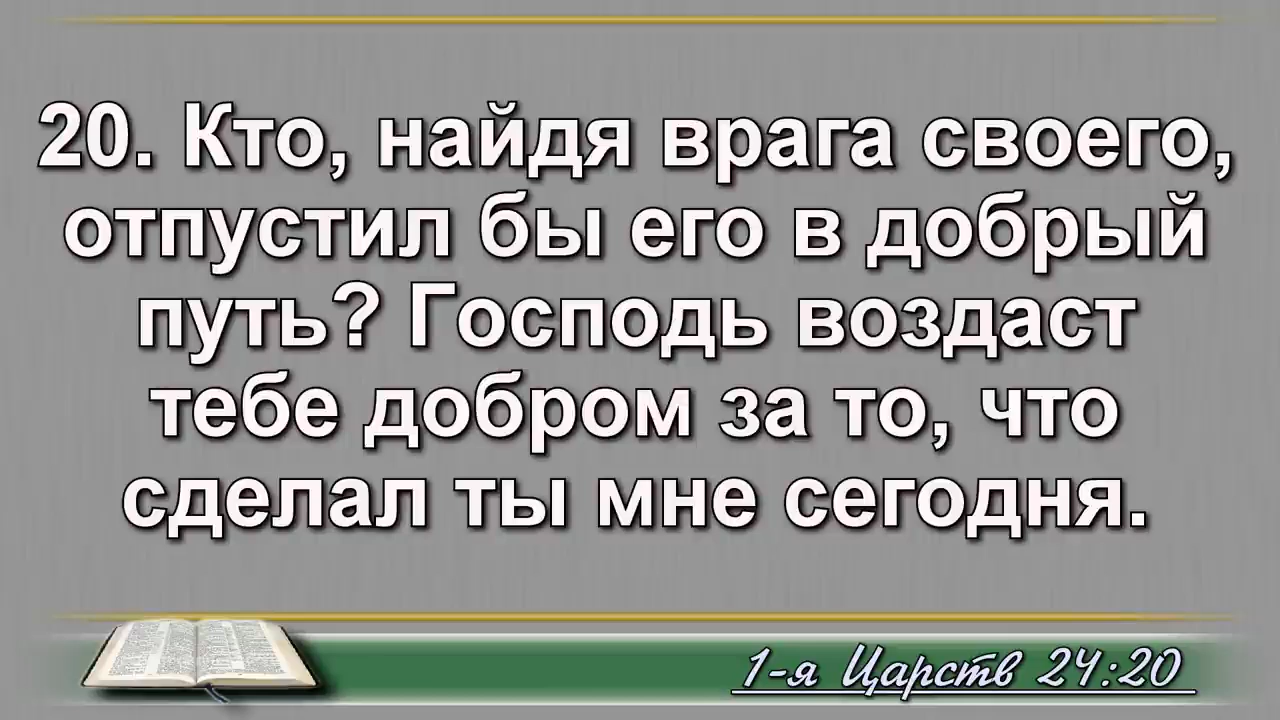 20. Кто, найдя врага своего,
отпустил бы его в добрый
путь? Господь воздаст
тебе добром за то, что
сделал ты мне сегодня.
1-я Царств 24:20